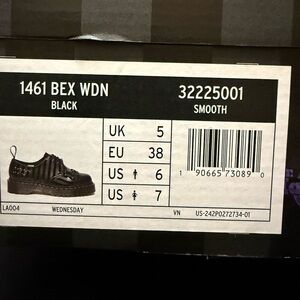 1461 BEX WDN
BLACK
32225001
SMOOTH
UK 5
EU 38
US 6
US 7
1 90665 73089 0
LA004 WEDNESDAY VN US-242P0272734-01